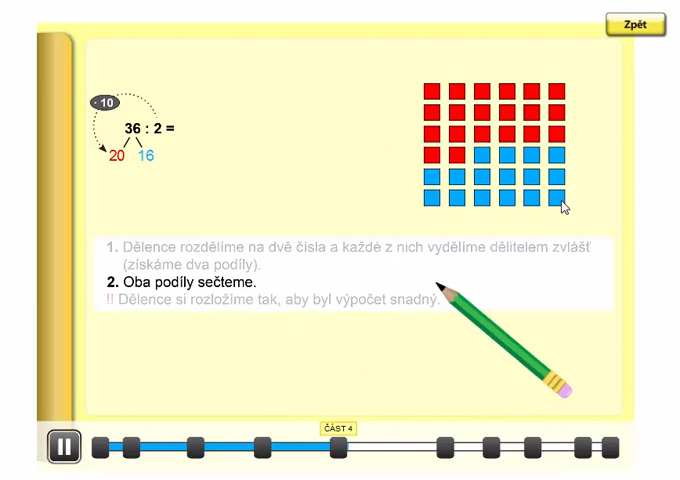 Zpět
· 10
36 : 2 =
20 16
1. Dělence rozdělíme na dvě čísla a každé z nich vydělíme dělitelem zvlášť
(získáme dva podíly).
2. Oba podíly sečteme.
!! Dělence si rozložíme tak, aby byl výpočet snadný.
ČÁST 4